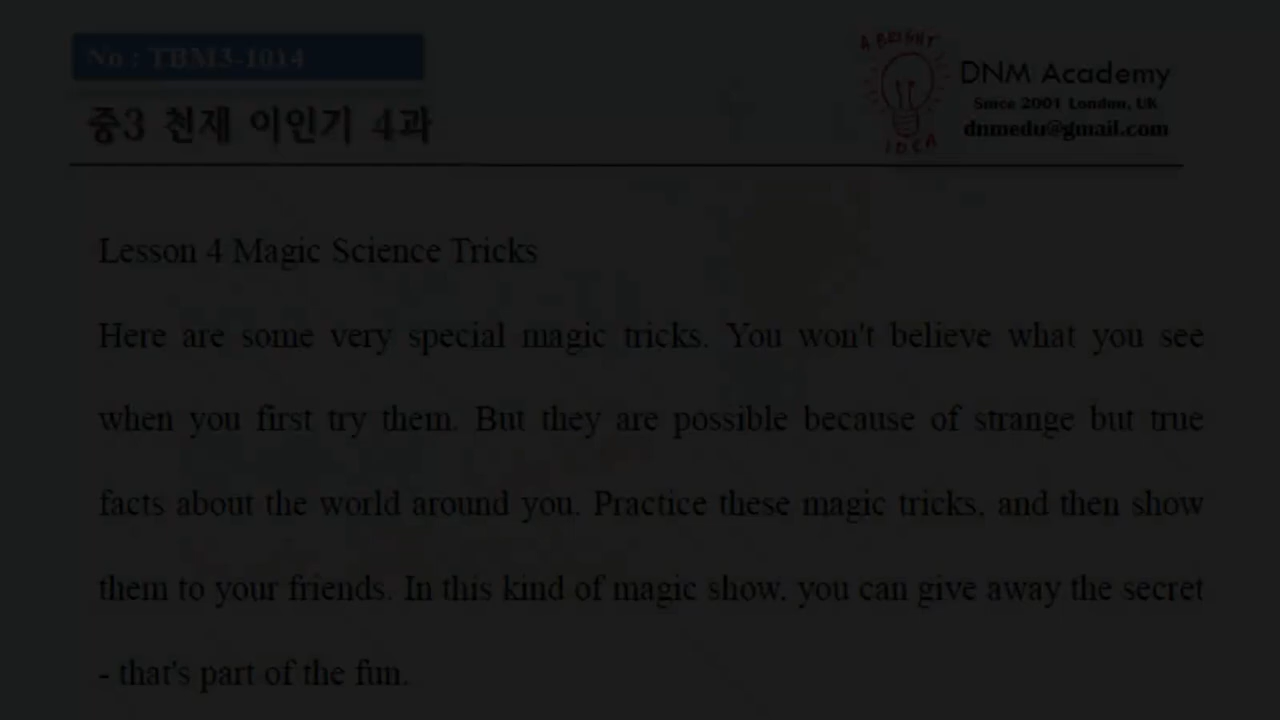 No : TBM3-1014
중3 천재 이인기 4과
A BRIGHT
IDEA
DNM Academy
Since 2001 London, UK
dnmedu@gmail.com
Lesson 4 Magic Science Tricks
Here are some very special magic tricks. You won't believe what you see
when you first try them. But they are possible because of strange but true
facts about the world around you. Practice these magic tricks, and then show
them to your friends. In this kind of magic show, you can give away the secret
- that's part of the fun.